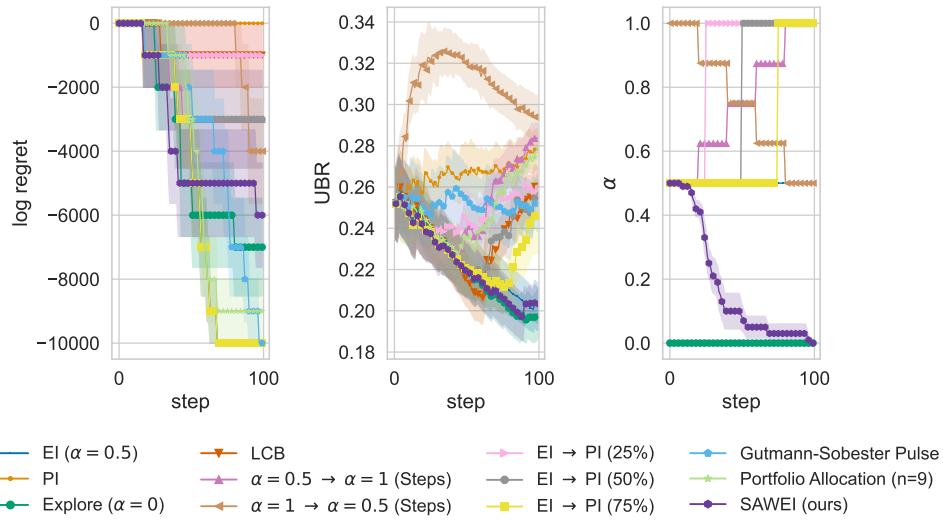 0
−2000
−4000
−6000
−8000
−10000
log regret
0
100
step
0.34
0.32
0.30
0.28
0.26
0.24
0.22
0.20
0.18
UBR
0
100
step
1.0
0.8
0.6
0.4
0.2
0.0
α
0
100
step
EI (α = 0.5)
PI
Explore (α = 0)
LCB
α = 0.5 → α = 1 (Steps)
α = 1 → α = 0.5 (Steps)
EI → PI (25%)
EI → PI (50%)
EI → PI (75%)
Gutmann-Sobester Pulse
Portfolio Allocation (n=9)
SAWEI (ours)